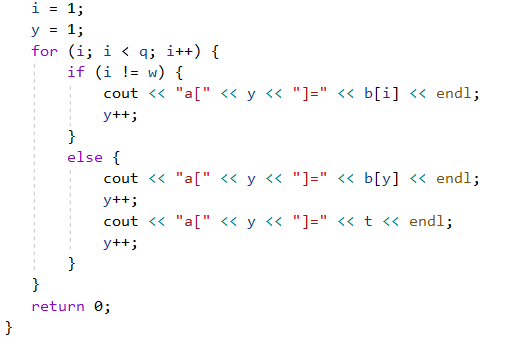 i = 1;
y = 1;
for (i; i < q; i++) {
if (i != w) {
cout << "a[" << y << "]=" << b[i] << endl;
y++;
}
else {
cout << "a[" << y << "]=" << b[y] << endl;
y++;
cout << "a[" << y << "]=" << t << endl;
y++;
}
}
return 0;
}